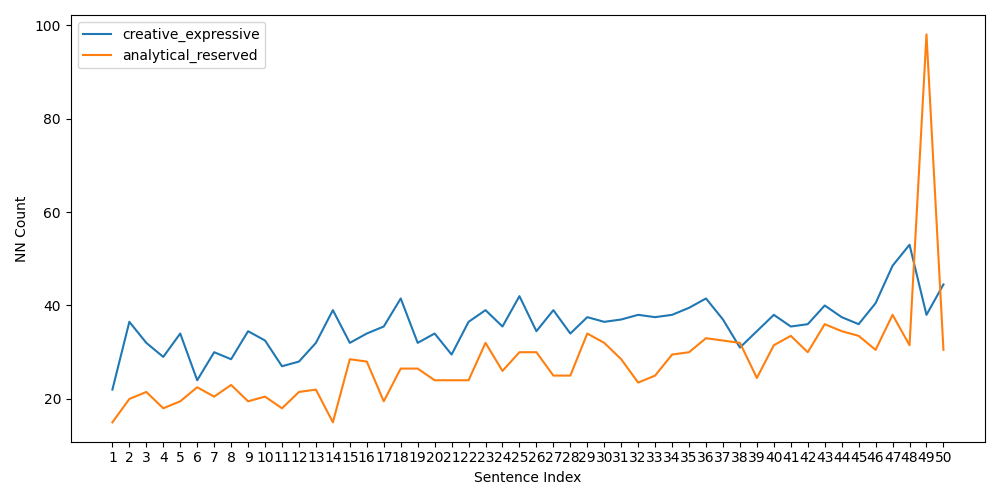 100
80
60
40
20
NN Count
creative_expressive
analytical_reserved
1 2 3 4 5 6 7 8 9 10 11 12 13 14 15 16 17 18 19 20 21 22 23 24 25 26 27 28 29 30 31 32 33 34 35 36 37 38 39 40 41 42 43 44 45 46 47 48 49 50
Sentence Index